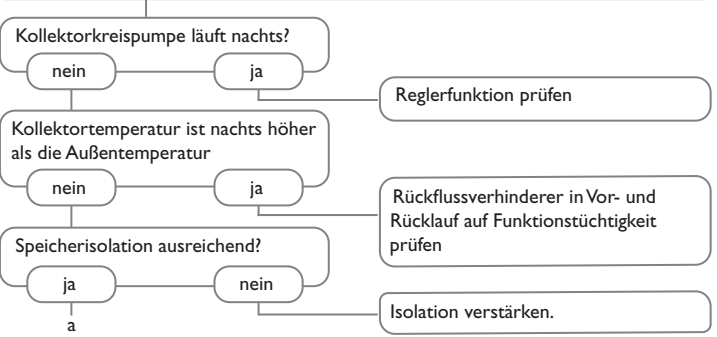 Kollektorkreispumpe läuft nachts?
nein
ja
Reglerfunktion prüfen
Kollektortemperatur ist nachts höher
als die Außentemperatur
nein
ja
Rückflussverhinderer in Vor- und
Rücklauf auf Funktionstüchtigkeit
prüfen
Speicherisolation ausreichend?
ja
nein
Isolation verstärken.
a